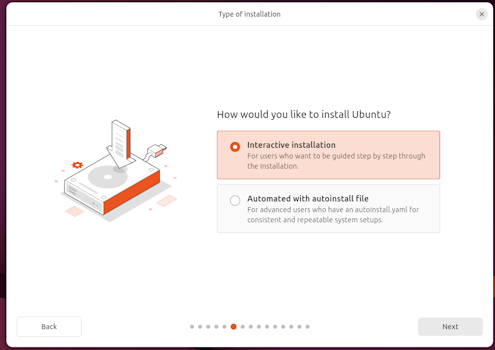 Type of installation
How would you like to install Ubuntu?
Interactive installation
For users who want to be guided step by step through
the installation.
Automated with autoinstall file
For advanced users who have an autoinstall.yaml for
consistent and repeatable system setups.
Back
Next